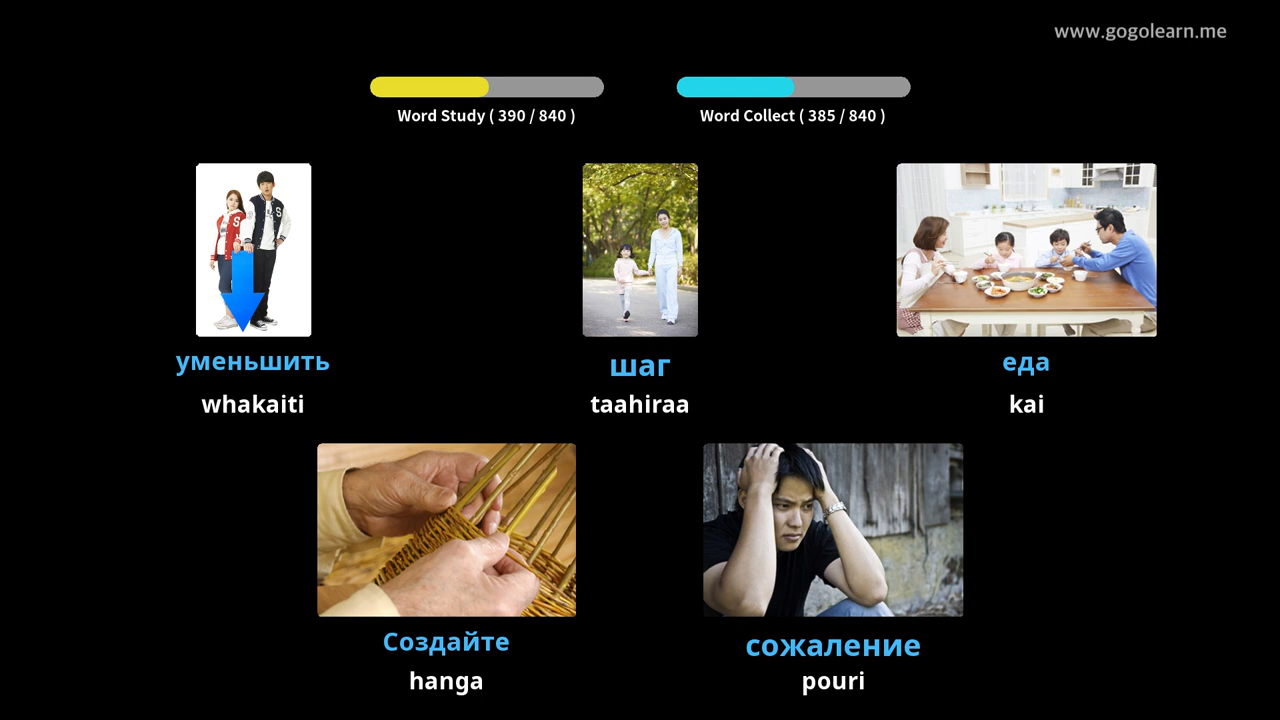 www.gogolearn.me
Word Study ( 390 / 840 )
Word Collect ( 385 / 840 )
уменьшить
whakaiti
шаг
taahiraa
еда
kai
Создайте
hanga
сожаление
pouri